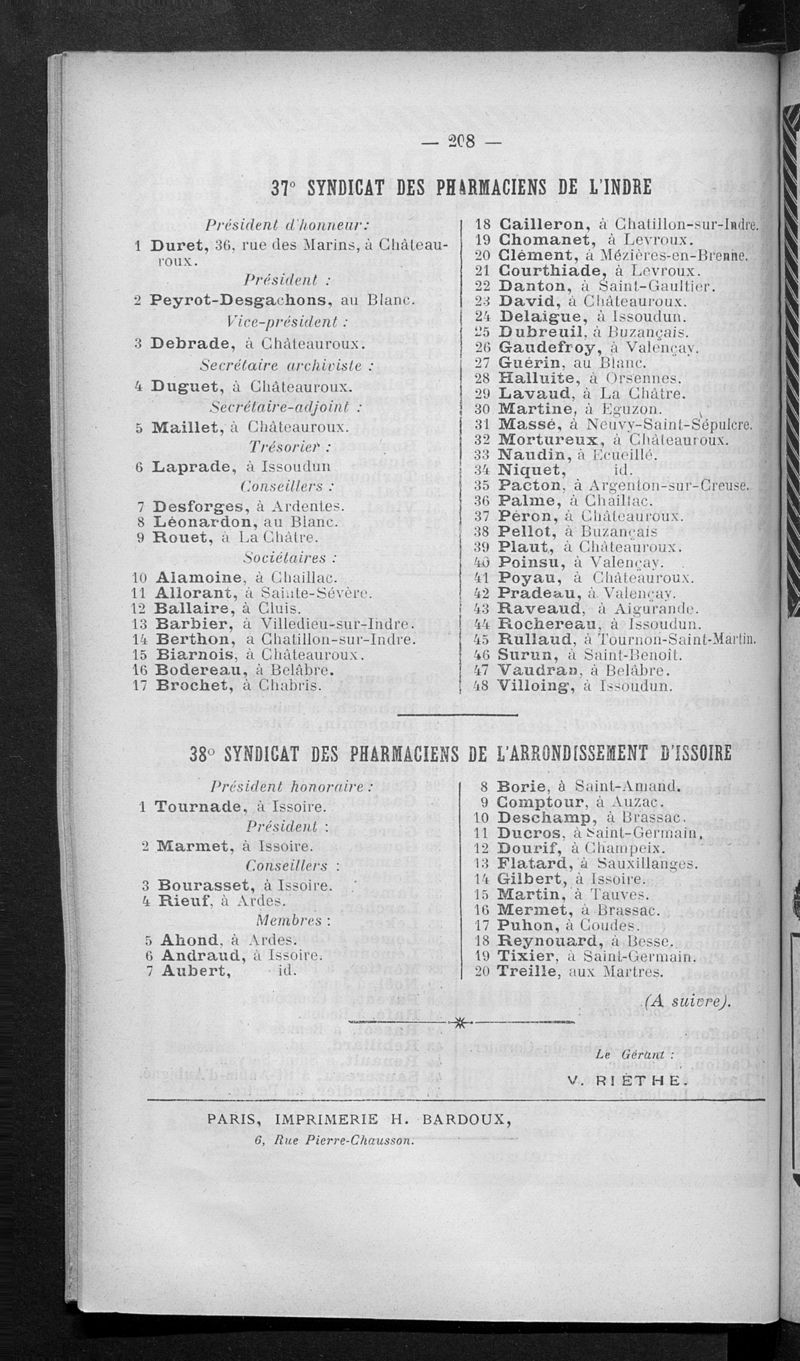 — 208 —
37° SYNDICAT DES PHARMACIENS DE L'INDRE
Président d'honneur:
1 Duret, 36, rue des Marins, à Château-
roux.
Président :
2 Peyrot-Desgachons, au Blanc.
Vice-président :
3 Debrade, à Châteauroux.
Secrétaire archiviste :
4 Duguet, à Châteauroux.
Secrétaire-adjoint :
5 Maillet, à Châteauroux.
Trésorier :
6 Laprade, à Issoudun
Conseillers :
7 Desforges, à Ardentes.
8 Léonardon, au Blanc.
9 Rouet, à La Châtre.
Sociétaires :
10 Alamoine, à Chaillac.
11 Allorant, à Sainte-Sévère.
12 Ballaire, à Cluis.
13 Barbier, à Villedieu-sur-Indre.
14 Berthon, a Chatillon-sur-Indre.
15 Biarnois, à Châteauroux.
16 Bodereau, à Belâbre.
17 Brochet, à Chabris.
18 Cailleron, à Chatillon-sur-Indre.
19 Chomanet, à Levroux.
20 Clément, à Mézières-en-Brenne.
21 Courthiade, à Levroux.
22 Danton, à Saint-Gaultier.
23 David, à Châteauroux.
24 Delaigue, à Issoudun.
25 Dubreuil, à Buzançais.
26 Gaudefroy, à Valençay.
27 Guérin, au Blanc.
28 Halluite, à Orsennes.
29 Lavaud, à La Châtre.
30 Martine, à Eguzon.
31 Massé, à Neuvy-Saint-Sépulcre.
32 Mortureux, à Châteauroux.
33 Naudin, à Ecueillé.
34 Niquet, id.
35 Pacton, à Argenton-sur-Creuse.
36 Palme, à Chaillac.
37 Péron, à Châteauroux.
38 Pellot, à Buzançais
39 Plaut, à Châteauroux.
40 Poinsu, à Valençay.
41 Poyau, à Châteauroux.
42 Pradeau, à Valençay.
43 Raveaud, à Aigurande.
44 Rochereau, à Issoudun.
45 Rullaud, à Tournon-Saint-Martin.
46 Surun, à Saint-Benoit.
47 Vaudran, à Belâbre.
48 Villoing, à Issoudun.
38° SYNDICAT DES PHARMACIENS DE L'ARRONDISSEMENT D'ISSOIRE
Président honoraire :
1 Tournade, à Issoire.
Président :
2 Marmet, à Issoire.
Conseillers :
3 Bourasset, à Issoire.
4 Rieuf, à Ardes.
Membres :
5 Ahond, à Ardes.
6 Andraud, à Issoire.
7 Aubert, id.
8 Borie, à Saint-Amand.
9 Comptour, à Auzac.
10 Deschamp, à Brassac.
11 Ducros, à Saint-Germain.
12 Dourif, à Champeix.
13 Flatard, à Sauxillanges.
14 Gilbert, à Issoire.
15 Martin, à Tauves.
16 Mermet, à Brassac.
17 Puhon, à Coudes.
18 Reynouard, à Besse.
19 Tixier, à Saint-Germain.
20 Treille, aux Martres.
(A suivre).
Le Gérant :
V. RIÉTHE.
PARIS, IMPRIMERIE H. BARDOUX,
6, Rue Pierre-Chausson.